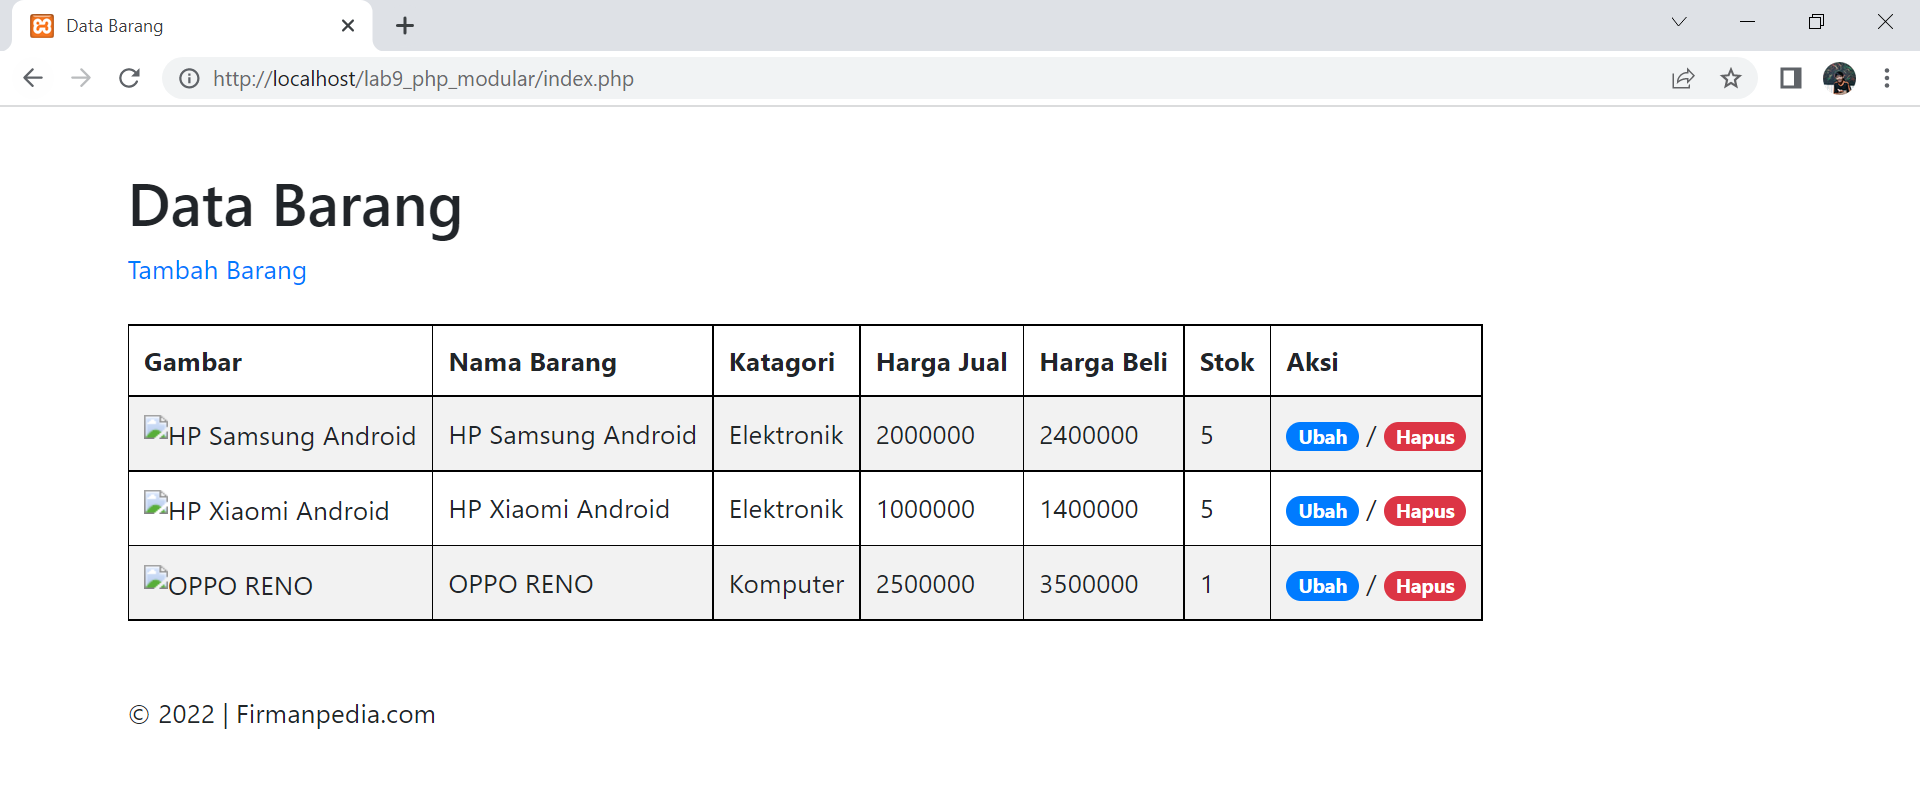 Data Barang
http://localhost/lab9_php_modular/index.php
Data Barang
Tambah Barang
Gambar Nama Barang Katagori Harga Jual Harga Beli Stok Aksi
HP Samsung Android HP Samsung Android Elektronik 2000000 2400000 5 Ubah / Hapus
HP Xiaomi Android HP Xiaomi Android Elektronik 1000000 1400000 5 Ubah / Hapus
OPPO RENO OPPO RENO Komputer 2500000 3500000 1 Ubah / Hapus
© 2022 | Firmanpedia.com